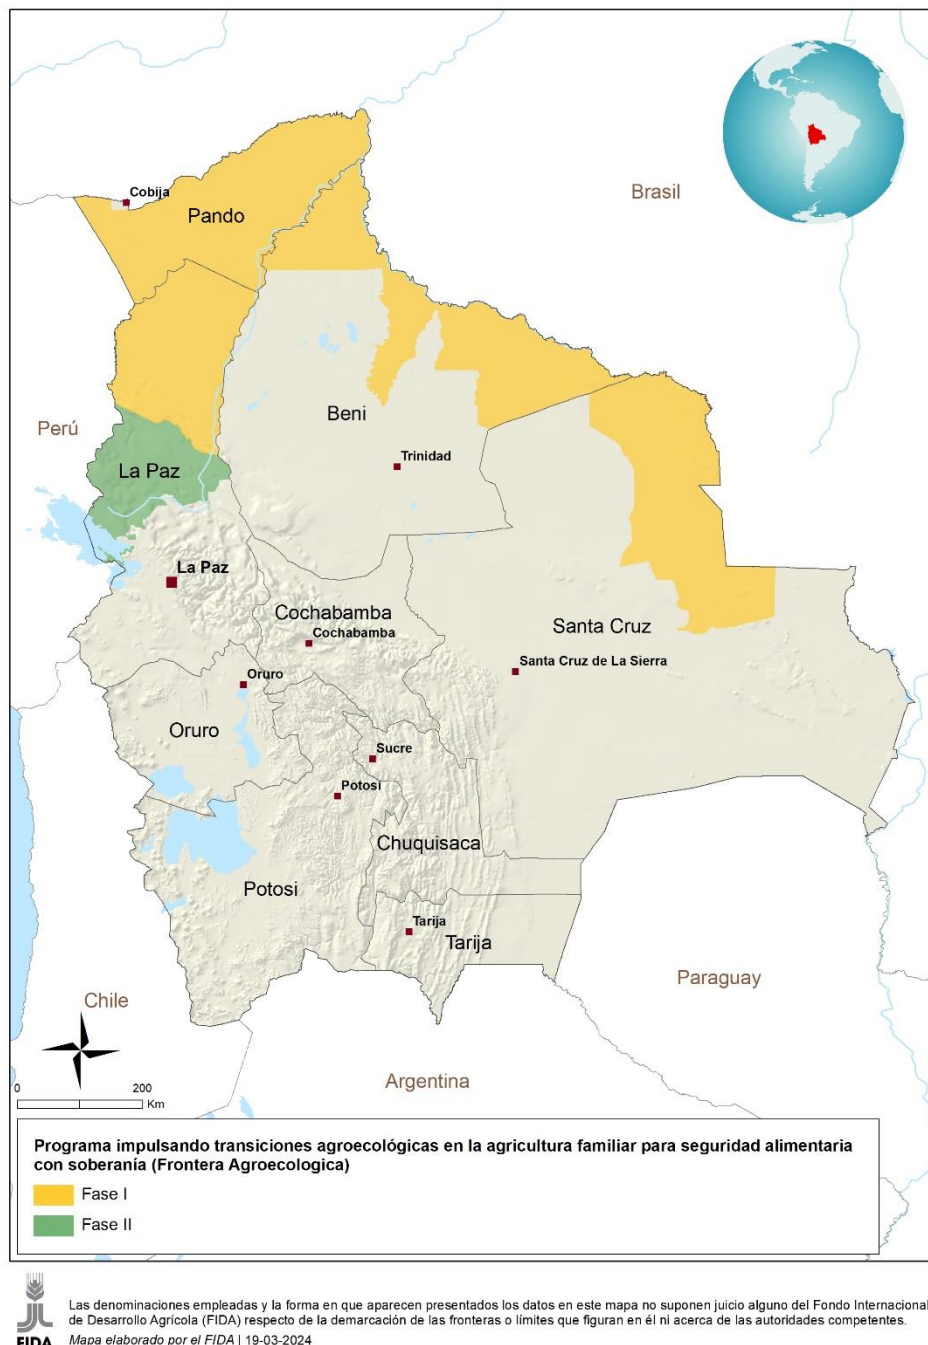 Brasil
Cobija
Pando
Beni
Perú
Trinidad
La Paz
La Paz
Cochabamba
Cochabamba
Santa Cruz
Santa Cruz de La Sierra
Oruro
Oruro
Sucre
Potosi
Chuquisaca
Potosi
Tarija
Tarija
Paraguay
Chile
Argentina
0 200
Km
Programa impulsando transiciones agroecológicas en la agricultura familiar para seguridad alimentaria
con soberanía (Frontera Agroecologica)
Fase I
Fase II
Las denominaciones empleadas y la forma en que aparecen presentados los datos en este mapa no suponen juicio alguno del Fondo Internacional
de Desarrollo Agrícola (FIDA) respecto de la demarcación de las fronteras o límites que figuran en él ni acerca de las autoridades competentes.
FIDA
Mapa elaborado por el FIDA | 19-03-2024